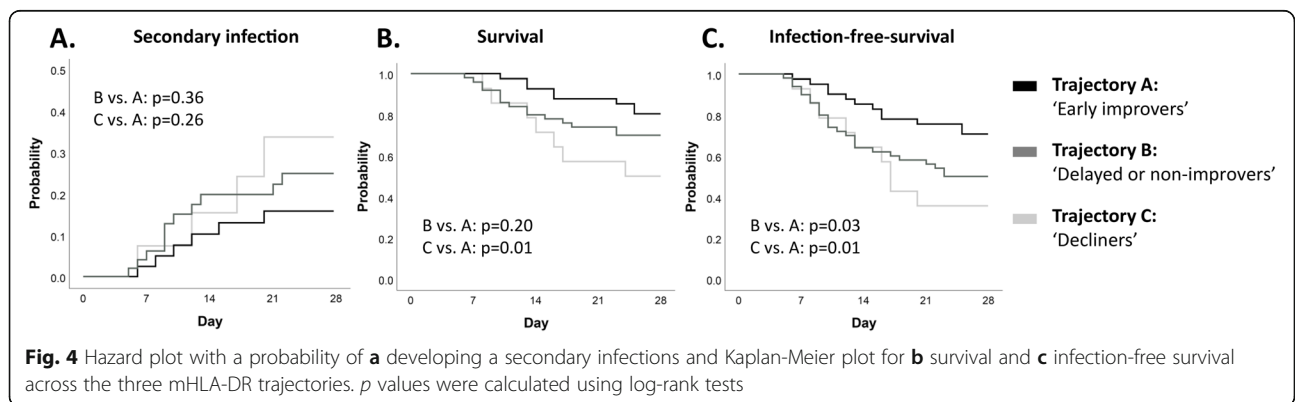 A.
Secondary infection
Probability
0.5
0.4
0.3
0.2
0.1
0.0
B vs. A: p=0.36
C vs. A: p=0.26
0 7 14 21 28
Day
B.
Survival
Probability
1.0
0.8
0.6
0.4
0.2
0.0
B vs. A: p=0.20
C vs. A: p=0.01
0 7 14 21 28
Day
C.
Infection-free-survival
Probability
1.0
0.8
0.6
0.4
0.2
0.0
B vs. A: p=0.03
C vs. A: p=0.01
0 7 14 21 28
Day
Trajectory A:
'Early improvers'
Trajectory B:
'Delayed or non-improvers'
Trajectory C:
'Decliners'
Fig. 4 Hazard plot with a probability of a developing a secondary infections and Kaplan-Meier plot for b survival and c infection-free survival
across the three mHLA-DR trajectories. p values were calculated using log-rank tests